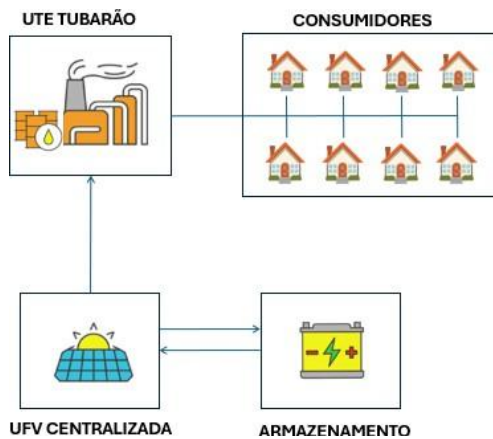 UTE TUBARÃO
CONSUMIDORES
UFV CENTRALIZADA
ARMAZENAMENTO